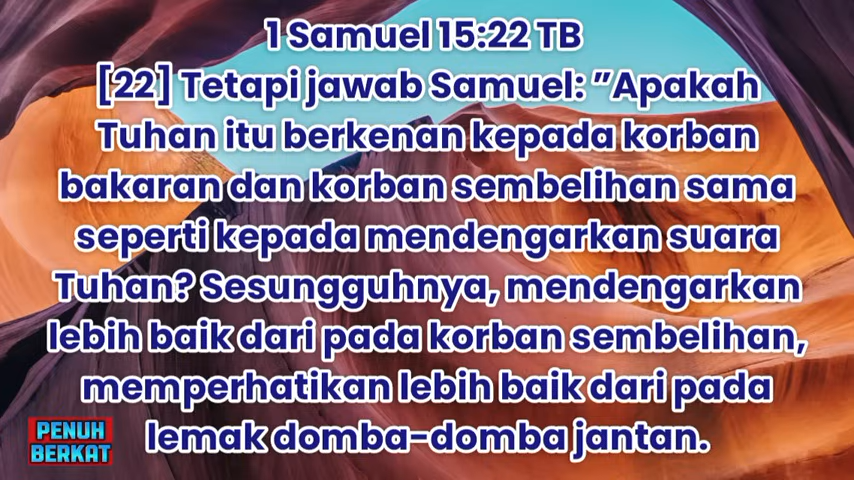 1 Samuel 15:22 TB
[22] Tetapi jawab Samuel: ”Apakah
Tuhan itu berkenan kepada korban
bakaran dan korban sembelihan sama
seperti kepada mendengarkan suara
Tuhan? Sesungguhnya, mendengarkan
lebih baik dari pada korban sembelihan,
memperhatikan lebih baik dari pada
lemak domba-domba jantan.
PENUH
BERKAT